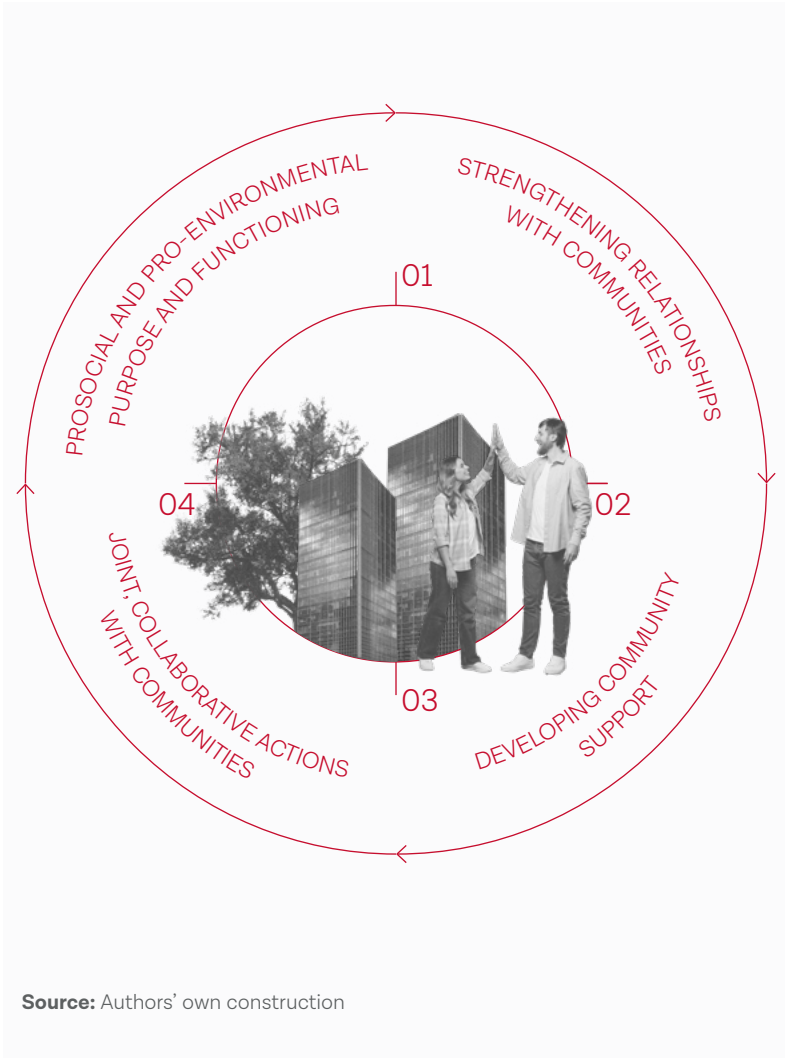 01
STRENGTHENING RELATIONSHIPS
WITH COMMUNITIES
02
DEVELOPING COMMUNITY
SUPPORT
03
JOINT, COLLABORATIVE ACTIONS
WITH COMMUNITIES
04
PROSOCIAL AND PRO-ENVIRONMENTAL
PURPOSE AND FUNCTIONING
Source: Authors’ own construction